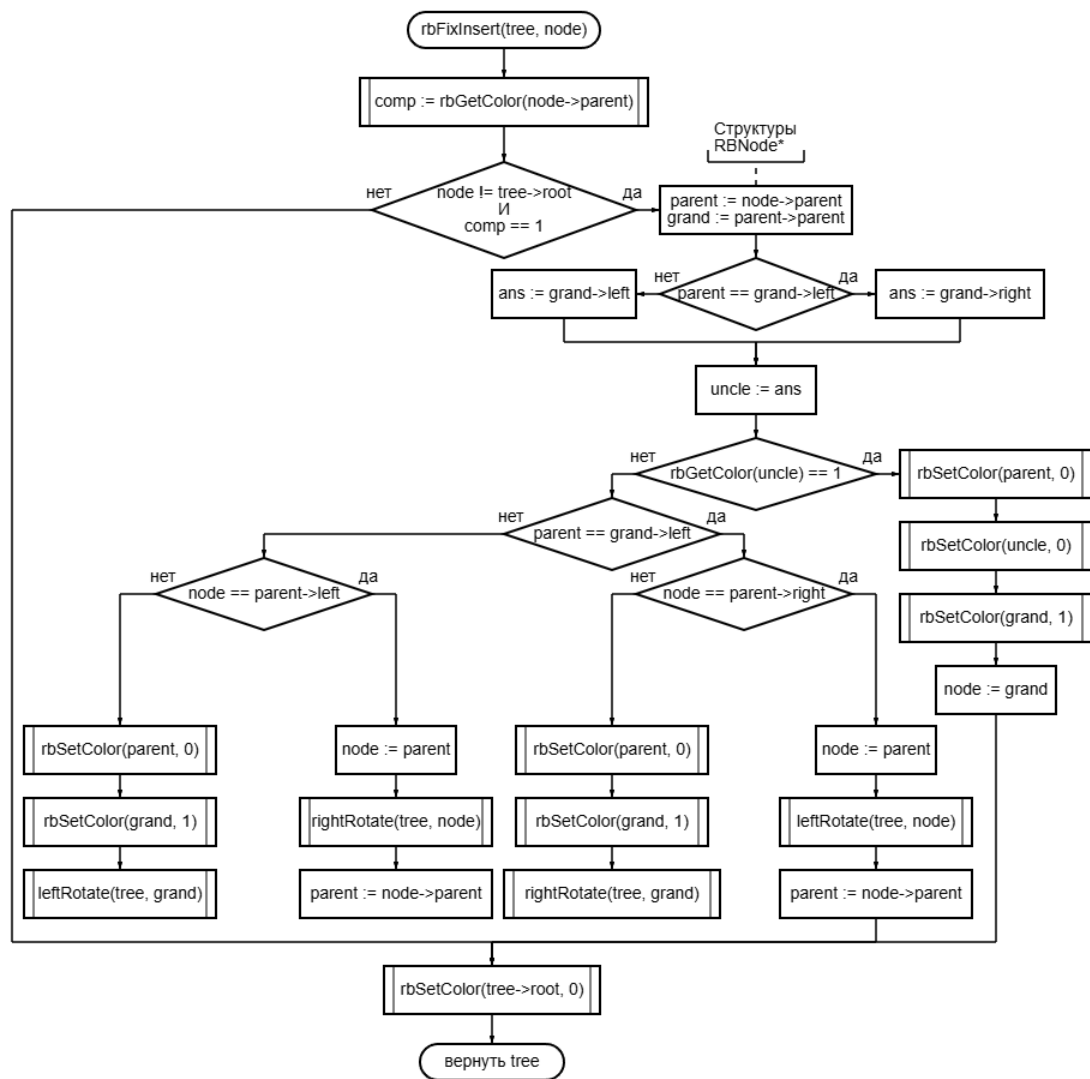 rbFixInsert(tree, node)
comp := rbGetColor(node->parent)
Структуры
RBNode*
нет
node != tree->root
И
comp == 1
да
parent := node->parent
grand := parent->parent
ans := grand->left
нет
parent == grand->left
да
ans := grand->right
uncle := ans
нет
rbGetColor(uncle) == 1
да
rbSetColor(parent, 0)
нет
parent == grand->left
да
rbSetColor(uncle, 0)
нет
node == parent->left
да
нет
node == parent->right
да
rbSetColor(grand, 1)
node := grand
rbSetColor(parent, 0)
node := parent
rbSetColor(parent, 0)
node := parent
rbSetColor(grand, 1)
rightRotate(tree, node)
rbSetColor(grand, 1)
leftRotate(tree, node)
leftRotate(tree, grand)
parent := node->parent
rightRotate(tree, grand)
parent := node->parent
rbSetColor(tree->root, 0)
вернуть tree